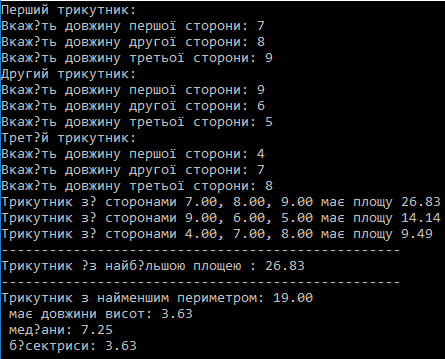 Перший трикутник:
Вкаж?ть довжину першої сторони: 7
Вкаж?ть довжину другої сторони: 8
Вкаж?ть довжину третьої сторони: 9
Другий трикутник:
Вкаж?ть довжину першої сторони: 9
Вкаж?ть довжину другої сторони: 6
Вкаж?ть довжину третьої сторони: 5
Трет?й трикутник:
Вкаж?ть довжину першої сторони: 4
Вкаж?ть довжину другої сторони: 7
Вкаж?ть довжину третьої сторони: 8
Трикутник з? сторонами 7.00, 8.00, 9.00 має площу 26.83
Трикутник з? сторонами 9.00, 6.00, 5.00 має площу 14.14
Трикутник з? сторонами 4.00, 7.00, 8.00 має площу 9.49
--------------------------------------------------
Трикутник ?з найб?льшою площею : 26.83
--------------------------------------------------
Трикутник з найменшим периметром: 19.00
має довжини висот: 3.63
мед?ани: 7.25
б?сектриси: 3.63